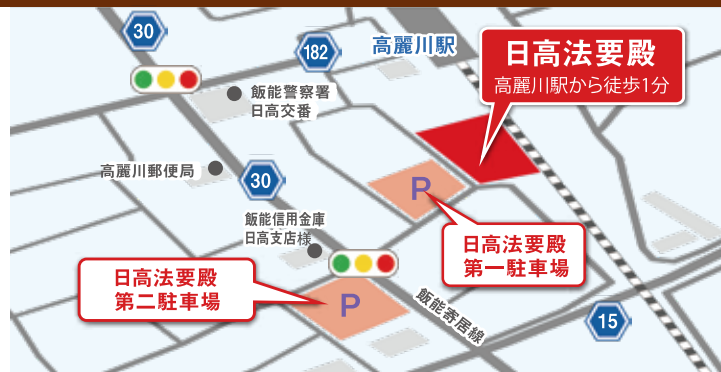 30
182
高麗川駅
日高法要殿
高麗川駅から徒歩1分
飯能警察署
日高交番
高麗川郵便局
30
P
飯能信用金庫
日高支店様
日高法要殿
第一駐車場
日高法要殿
第二駐車場
P
飯能寄居線
15